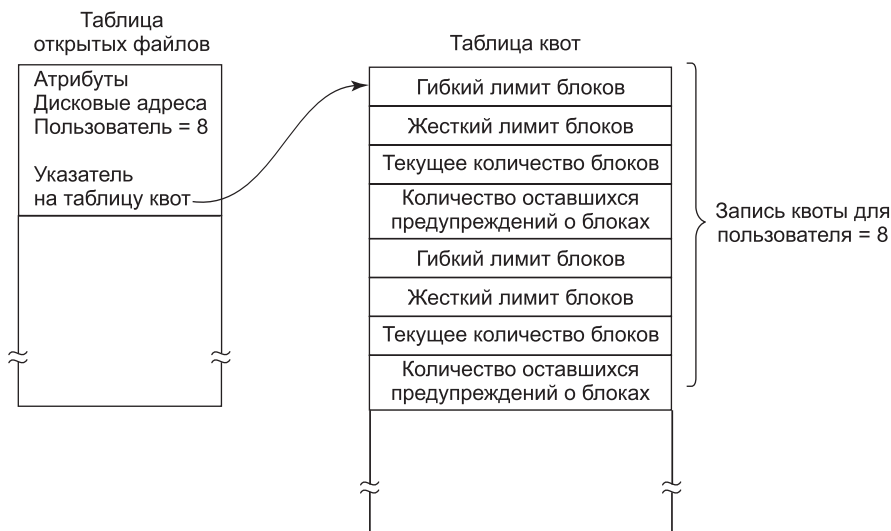 Таблица
открытых файлов
Атрибуты
Дисковые адреса
Пользователь = 8
Указатель
на таблицу квот
Таблица квот
Гибкий лимит блоков
Жесткий лимит блоков
Текущее количество блоков
Количество оставшихся
предупреждений о блоках
Гибкий лимит блоков
Жесткий лимит блоков
Текущее количество блоков
Количество оставшихся
предупреждений о блоках
Запись квоты для
пользователя = 8